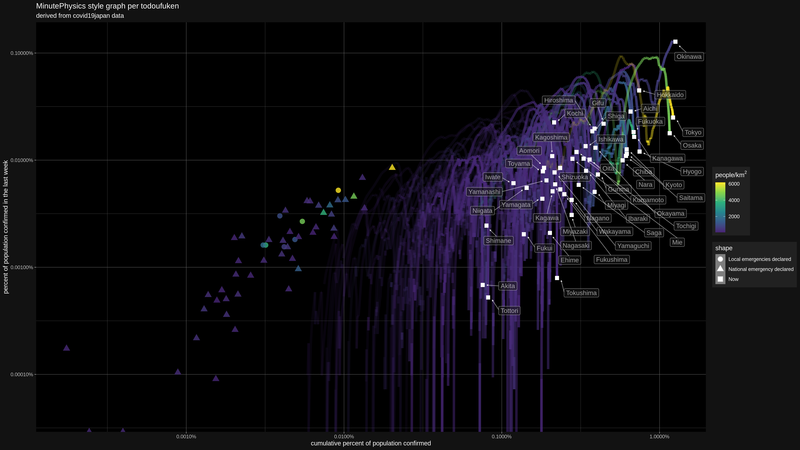 MinutePhysics style graph per todoufuken
derived from covid19japan data
percent of population confirmed in the last week
0.10000%
0.01000%
0.00100%
0.00010%
0.0010%
0.0100%
0.1000%
1.0000%
cumulative percent of population confirmed
Okinawa
Hokkaido
Hiroshima
Gifu
Aichi
Kochi
Shiga
Fukuoka
Tokyo
Kagoshima
Ishikawa
Osaka
Aomori
Kanagawa
Toyama
Oita
Chiba
Hyogo
Iwate
Shizuoka
Nara
Kyoto
Yamanashi
Gunma
Kumamoto
Saitama
Yamagata
Miyagi
Okayama
Niigata
Kagawa
Nagano
Ibaraki
Tochigi
Shimane
Miyazaki
Wakayama
Saga
Mie
Fukui
Nagasaki
Yamaguchi
Ehime
Fukushima
Akita
Tokushima
Tottori
people/km²
6000
4000
2000
shape
Local emergencies declared
National emergency declared
Now